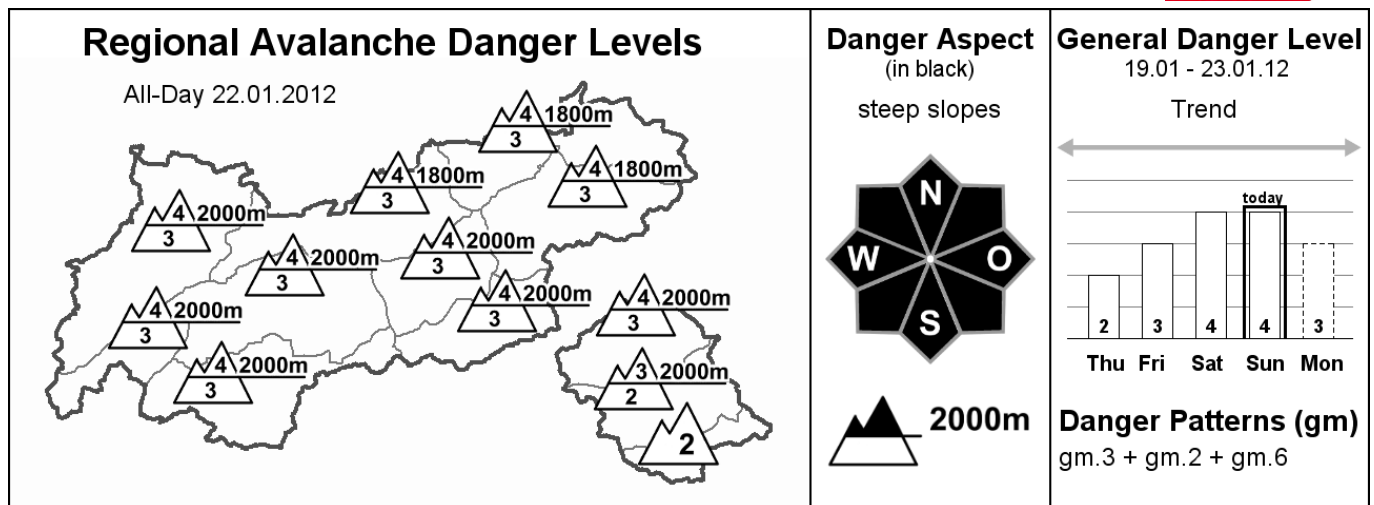 Regional Avalanche Danger Levels
All-Day 22.01.2012
4 1800m
3
4 1800m
3
4 1800m
3
4 2000m
3
4 2000m
3
4 2000m
3
4 2000m
3
4 2000m
3
4 2000m
3
4 2000m
3
3 2000m
2
2
Danger Aspect
(in black)
steep slopes
N
W O
S
2000m
General Danger Level
19.01 - 23.01.12
Trend
today
2 3 4 4 3
Thu Fri Sat Sun Mon
Danger Patterns (gm)
gm.3 + gm.2 + gm.6